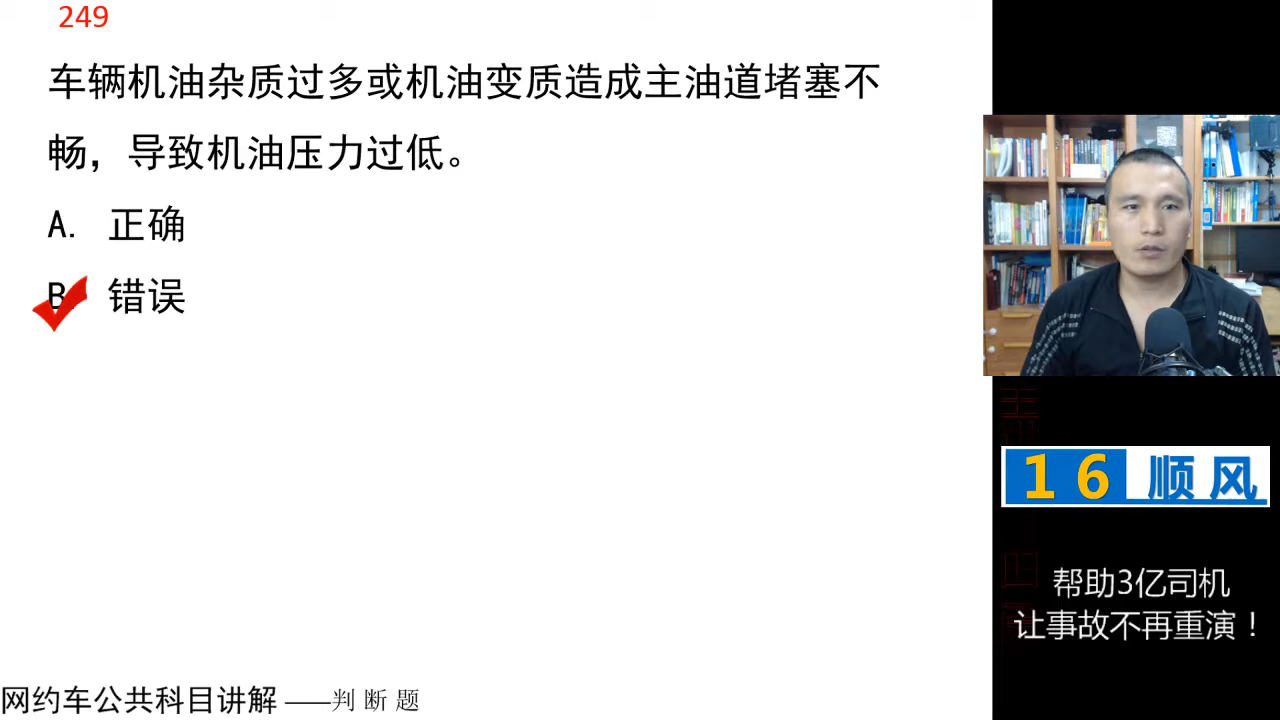 249
车辆机油杂质过多或机油变质造成主油道堵塞不
畅，导致机油压力过低。
A. 正确
B. 错误
16顺风
帮助3亿司机
让事故不再重演！
网约车公共科目讲解 ——判断题